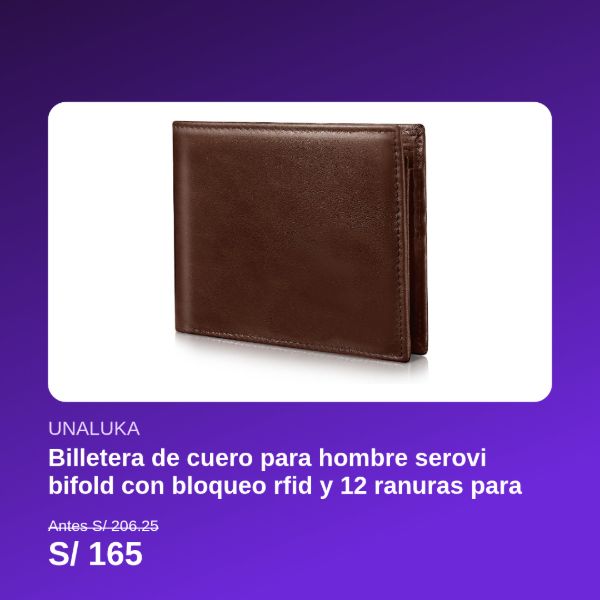 UNALUKA
Billetera de cuero para hombre serovi
bifold con bloqueo rfid y 12 ranuras para
Antes S/ 206.25
S/ 165